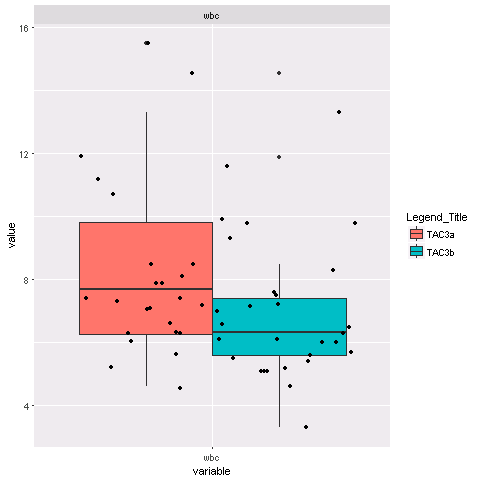 wbc
16
12
8
4
value
wbc
variable
Legend_Title
TAC3a
TAC3b